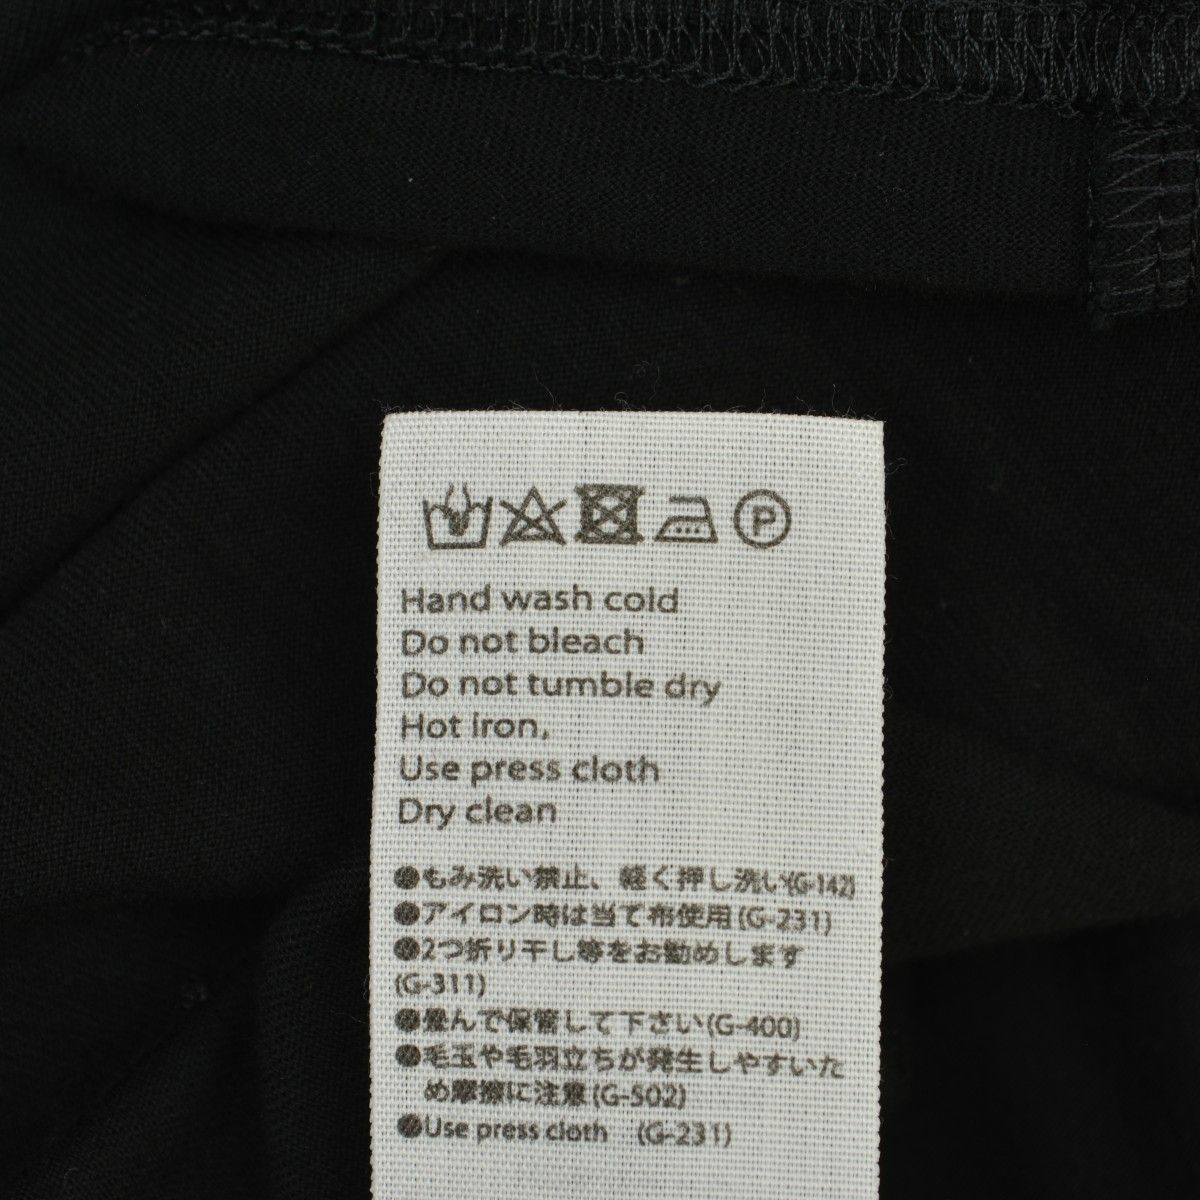 P
Hand wash cold
Do not bleach
Do not tumble dry
Hot iron,
Use press cloth
Dry clean
●もみ洗い禁止、軽く押し洗い(G-142)
●アイロン時は当て布使用(G-231)
●2つ折り干し等をお勧めします
(G-311)
●畳んで保管して下さい(G-400)
●毛玉や毛羽立ちが発生しやすいた
め摩擦に注意(G-502)
●Use press cloth (G-231)